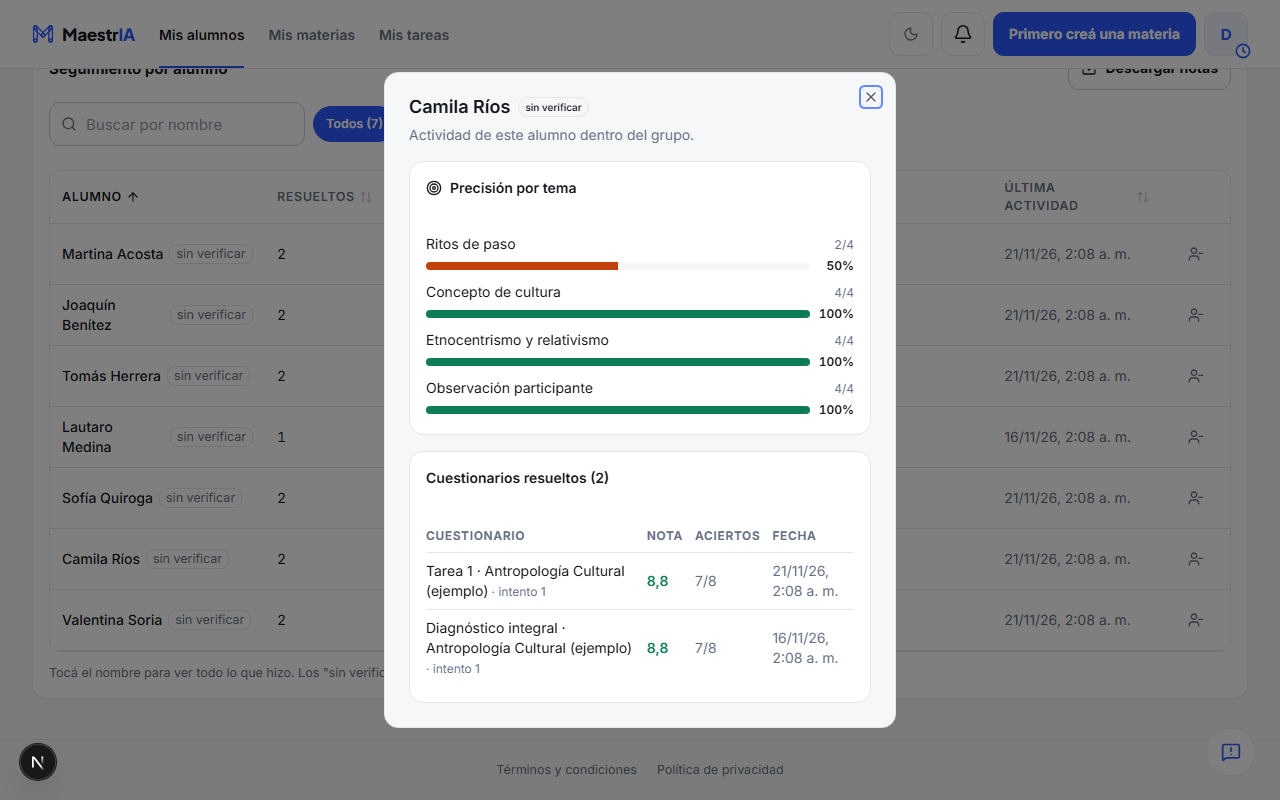 MaestrIA
Mis alumnos
Mis materias
Mis tareas
Primero creá una materia
D
Seguimiento por alumno
Descargar notas
Buscar por nombre
Todos (7)
ALUMNO
RESUELTOS
ÚLTIMA
ACTIVIDAD
Martina Acosta sin verificar 2 21/11/26, 2:08 a. m.
Joaquín
Benítez sin verificar 2 21/11/26, 2:08 a. m.
Tomás Herrera sin verificar 2 21/11/26, 2:08 a. m.
Lautaro
Medina sin verificar 1 16/11/26, 2:08 a. m.
Sofía Quiroga sin verificar 2 21/11/26, 2:08 a. m.
Camila Ríos sin verificar 2 21/11/26, 2:08 a. m.
Valentina Soria sin verificar 2 21/11/26, 2:08 a. m.
Tocá el nombre para ver todo lo que hizo. Los "sin
Camila Ríos sin verificar
Actividad de este alumno dentro del grupo.
Precisión por tema
Ritos de paso 2/4
50%
Concepto de cultura 4/4
100%
Etnocentrismo y relativismo 4/4
100%
Observación participante 4/4
100%
Cuestionarios resueltos (2)
CUESTIONARIO NOTA ACIERTOS FECHA
Tarea 1 · Antropología Cultural
(ejemplo) · intento 1
8,8
7/8
21/11/26,
2:08 a. m.
Diagnóstico integral ·
Antropología Cultural (ejemplo)
· intento 1
8,8
7/8
16/11/26,
2:08 a. m.
N
Términos y condiciones
Política de privacidad